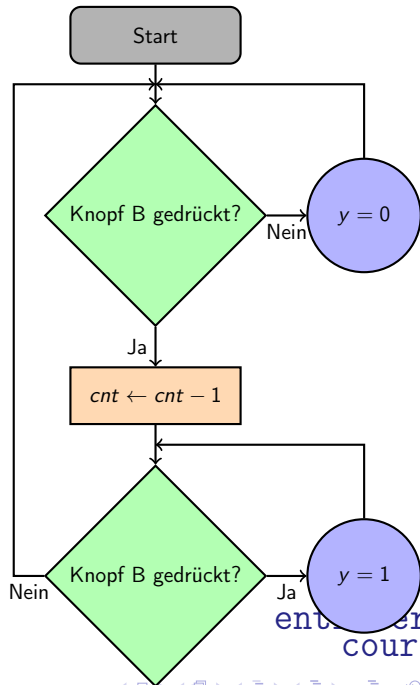 Start
Knopf B gedrückt?
Nein
y = 0
Ja
cnt ← cnt − 1
Knopf B gedrückt?
Nein
Ja
y = 1
cour